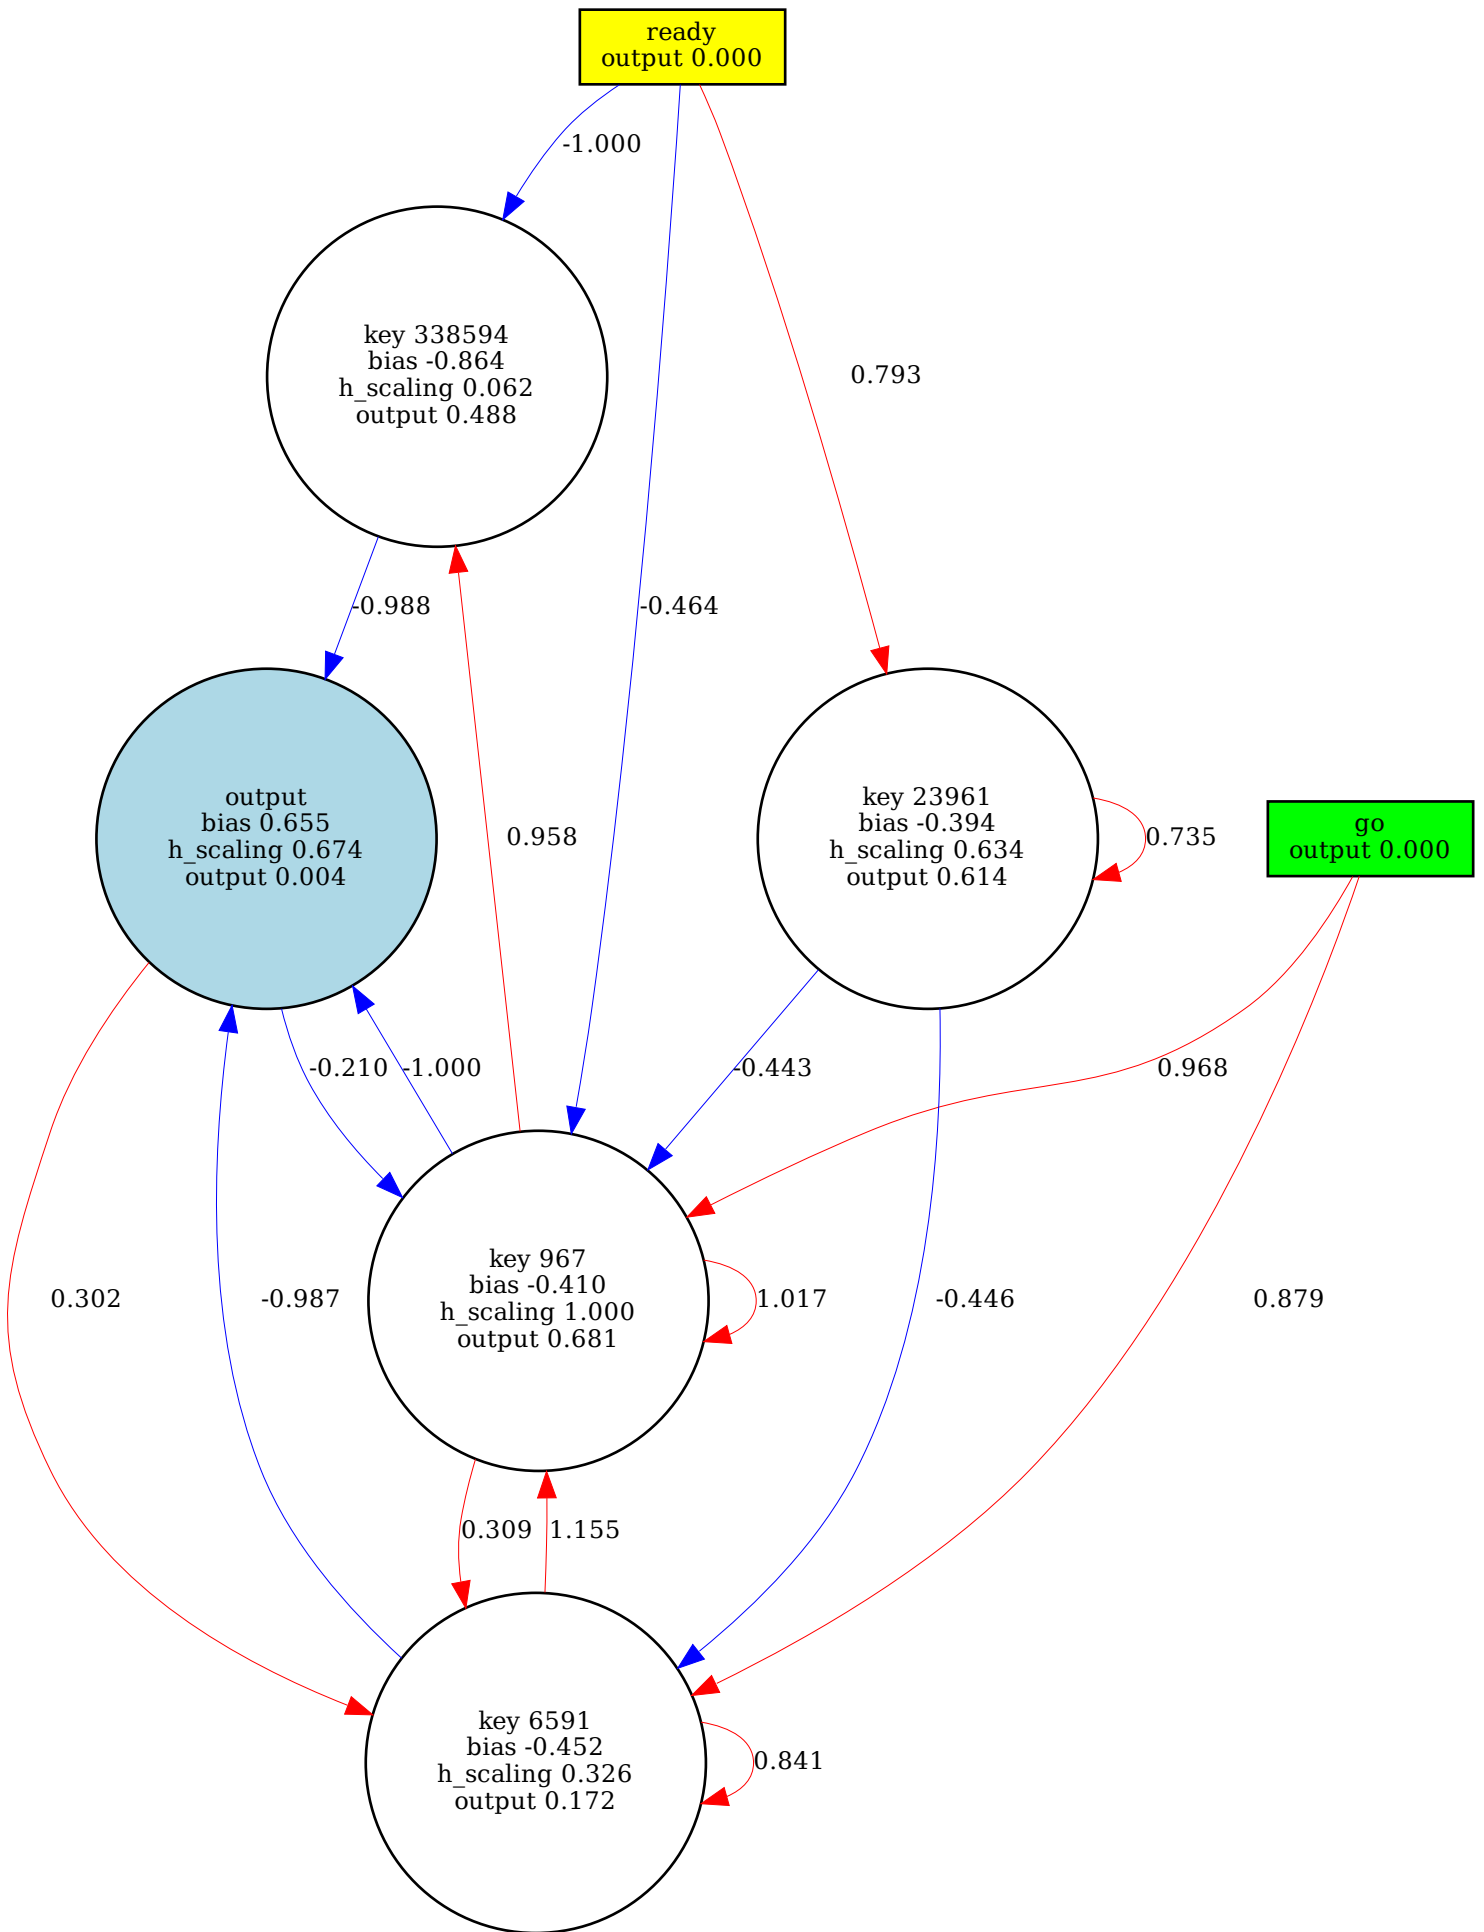 ready
output 0.000
-1.000
key 338594
bias -0.864
h_scaling 0.062
output 0.488
0.793
-0.988
-0.464
output
bias 0.655
h_scaling 0.674
output 0.004
0.958
key 23961
bias -0.394
h_scaling 0.634
output 0.614
0.735
go
output 0.000
-0.210
-1.000
-0.443
0.968
0.302
-0.987
key 967
bias -0.410
h_scaling 1.000
output 0.681
1.017
-0.446
0.879
0.309
1.155
key 6591
bias -0.452
h_scaling 0.326
output 0.172
0.841